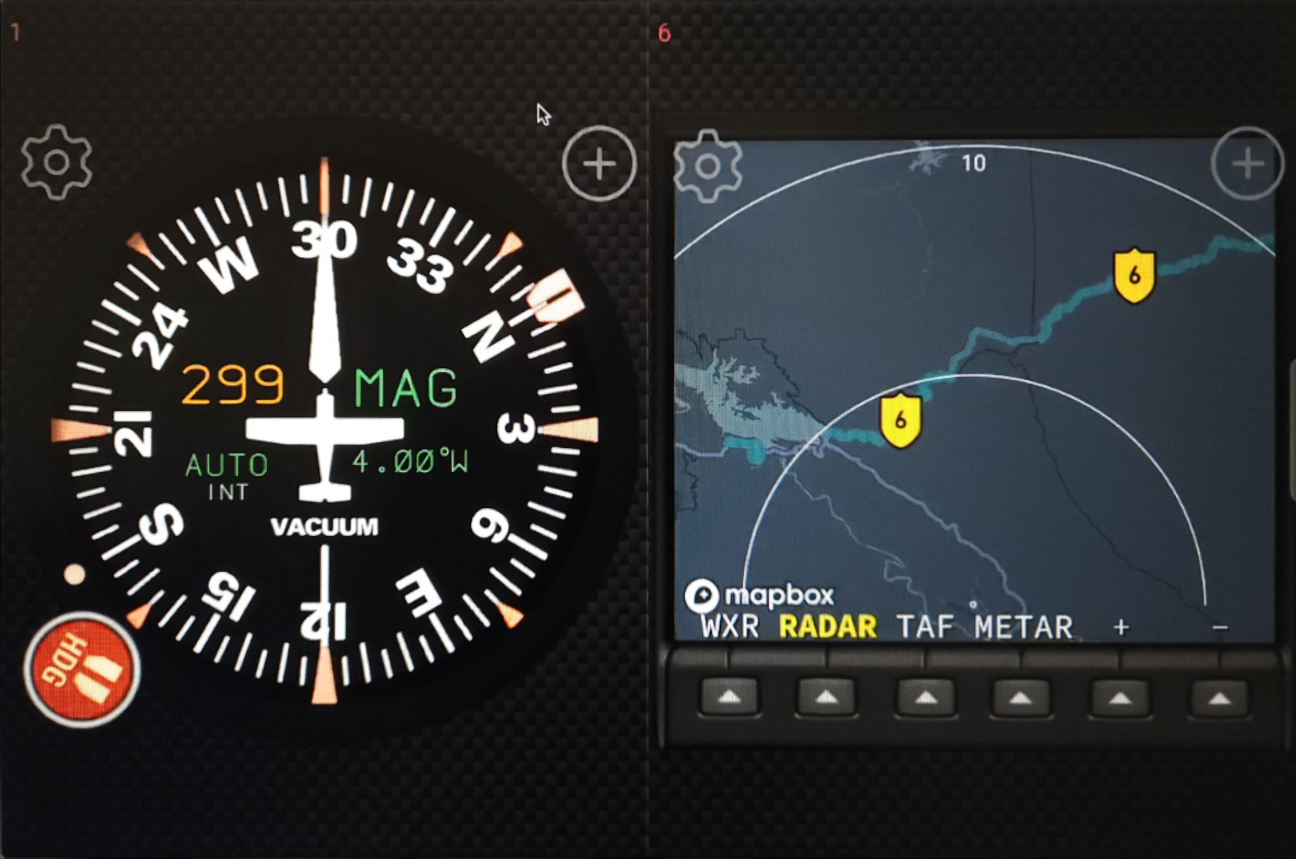 1
6
10
30
33
W
N
24
6
299
MAG
3
21
6
AUTO
4.00°W
INT
VACUUM
S
6
15
E
12
HDG
mapbox
WXR RADAR TAF METAR + −